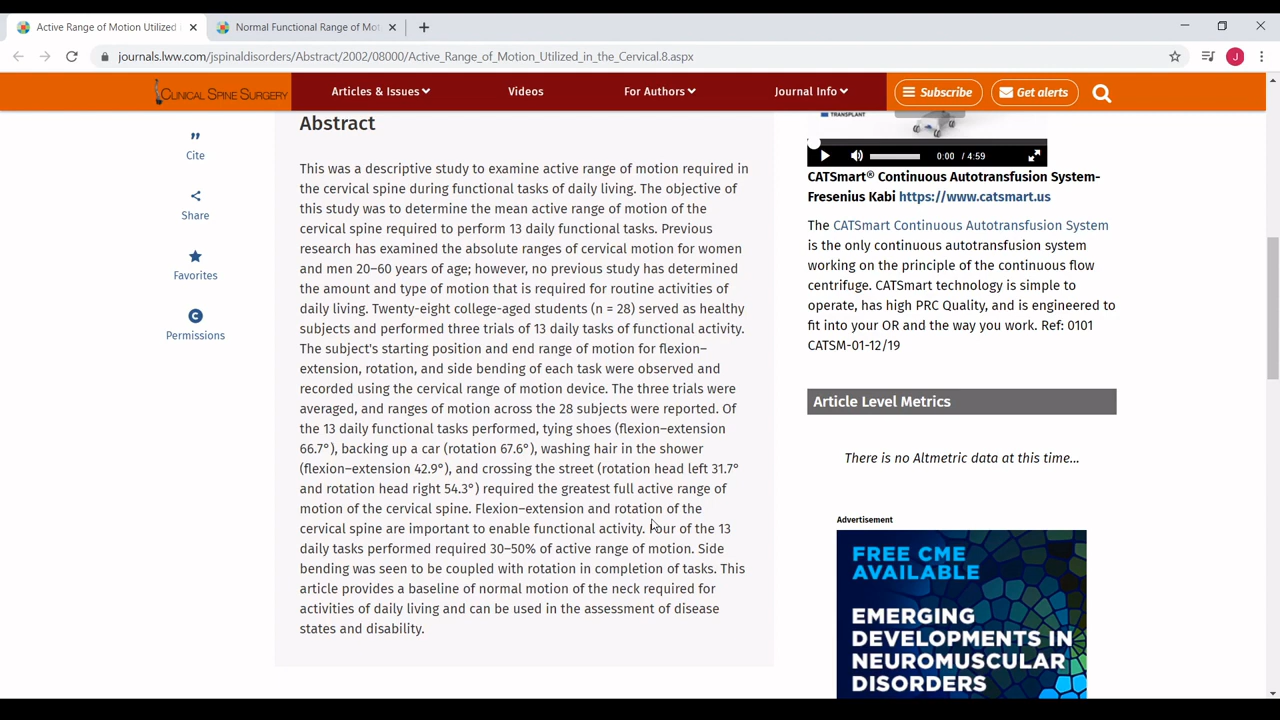 Active Range of Motion Utilized
Normal Functional Range of Mot
journals.lww.com/jspinaldisorders/Abstract/2002/08000/Active_Range_of_Motion_Utilized_in_the_Cervical.8.aspx
J
CLINICAL SPINE SURGERY
Articles & Issues
Videos
For Authors
Journal Info
Subscribe
Get alerts
Cite
Share
Favorites
Permissions
Abstract
This was a descriptive study to examine active range of motion required in
the cervical spine during functional tasks of daily living. The objective of
this study was to determine the mean active range of motion of the
cervical spine required to perform 13 daily functional tasks. Previous
research has examined the absolute ranges of cervical motion for women
and men 20–60 years of age; however, no previous study has determined
the amount and type of motion that is required for routine activities of
daily living. Twenty-eight college-aged students (n = 28) served as healthy
subjects and performed three trials of 13 daily tasks of functional activity.
The subject's starting position and end range of motion for flexion–
extension, rotation, and side bending of each task were observed and
recorded using the cervical range of motion device. The three trials were
averaged, and ranges of motion across the 28 subjects were reported. Of
the 13 daily functional tasks performed, tying shoes (flexion–extension
66.7°), backing up a car (rotation 67.6°), washing hair in the shower
(flexion–extension 42.9°), and crossing the street (rotation head left 31.7°
and rotation head right 54.3°) required the greatest full active range of
motion of the cervical spine. Flexion–extension and rotation of the
cervical spine are important to enable functional activity. Four of the 13
daily tasks performed required 30–50% of active range of motion. Side
bending was seen to be coupled with rotation in completion of tasks. This
article provides a baseline of normal motion of the neck required for
activities of daily living and can be used in the assessment of disease
states and disability.
TRANSPLANT
0:00 / 4:59
CATSmart® Continuous Autotransfusion System-
Fresenius Kabi https://www.catsmart.us
The CATSmart Continuous Autotransfusion System
is the only continuous autotransfusion system
working on the principle of the continuous flow
centrifuge. CATSmart technology is simple to
operate, has high PRC Quality, and is engineered to
fit into your OR and the way you work. Ref: 0101
CATSM-01-12/19
Article Level Metrics
There is no Altmetric data at this time...
Advertisement
FREE CME
AVAILABLE
EMERGING
DEVELOPMENTS IN
NEUROMUSCULAR
DISORDERS